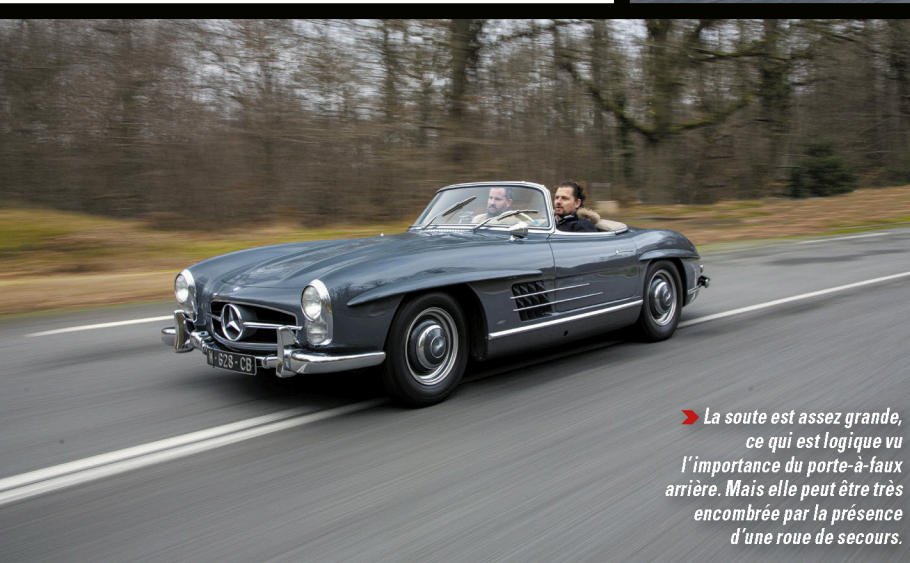 La soute est assez grande,
ce qui est logique vu
l'importance du porte-à-faux
arrière. Mais elle peut être très
encombrée par la présence
d'une roue de secours.
628-CB